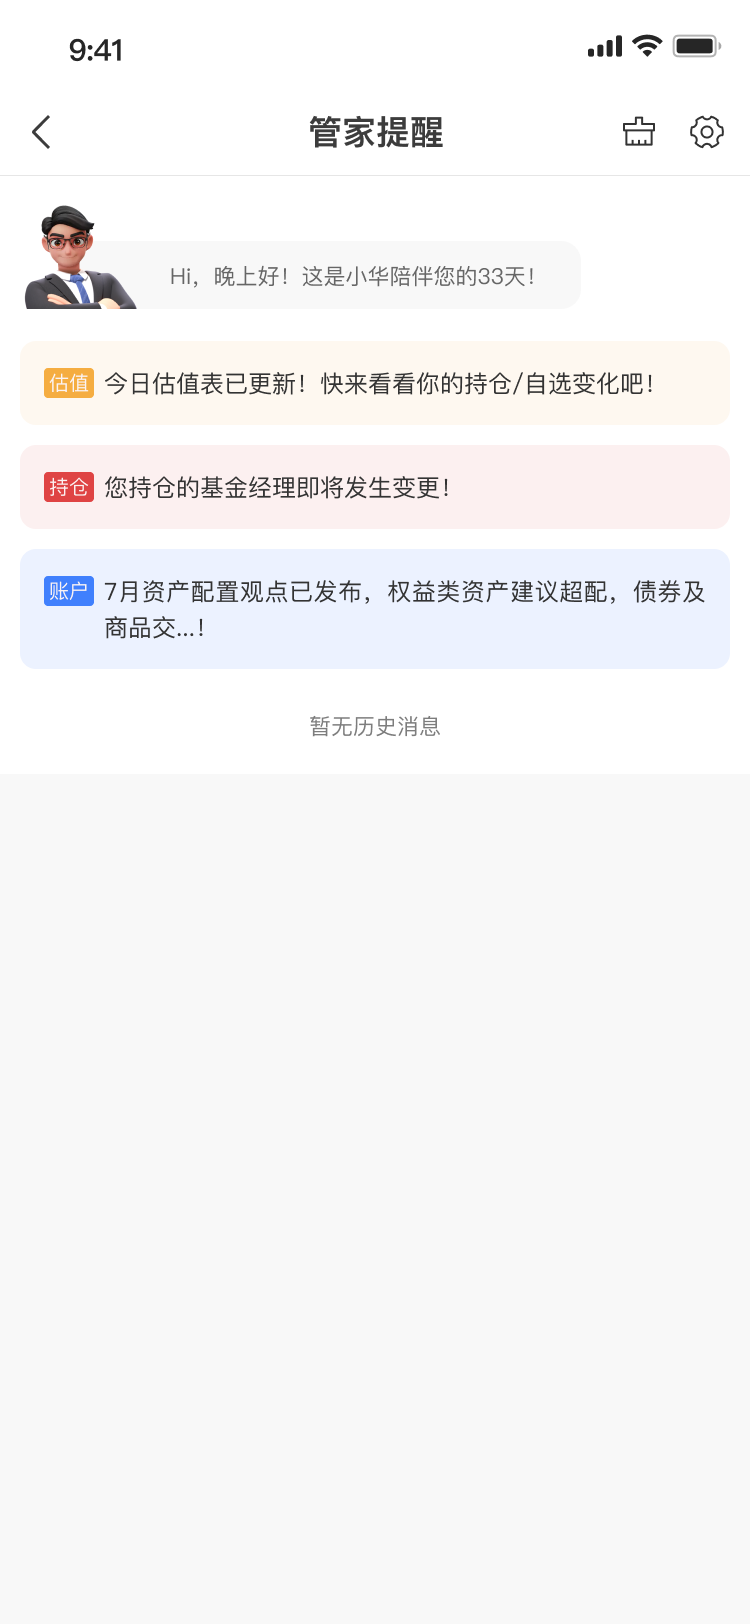 9:41
管家提醒
Hi，晚上好！这是小华陪伴您的33天！
估值 今日估值表已更新！快来看看你的持仓/自选变化吧！
持仓 您持仓的基金经理即将发生变更！
账户 7月资产配置观点已发布，权益类资产建议超配，债券及
商品交...！
暂无历史消息